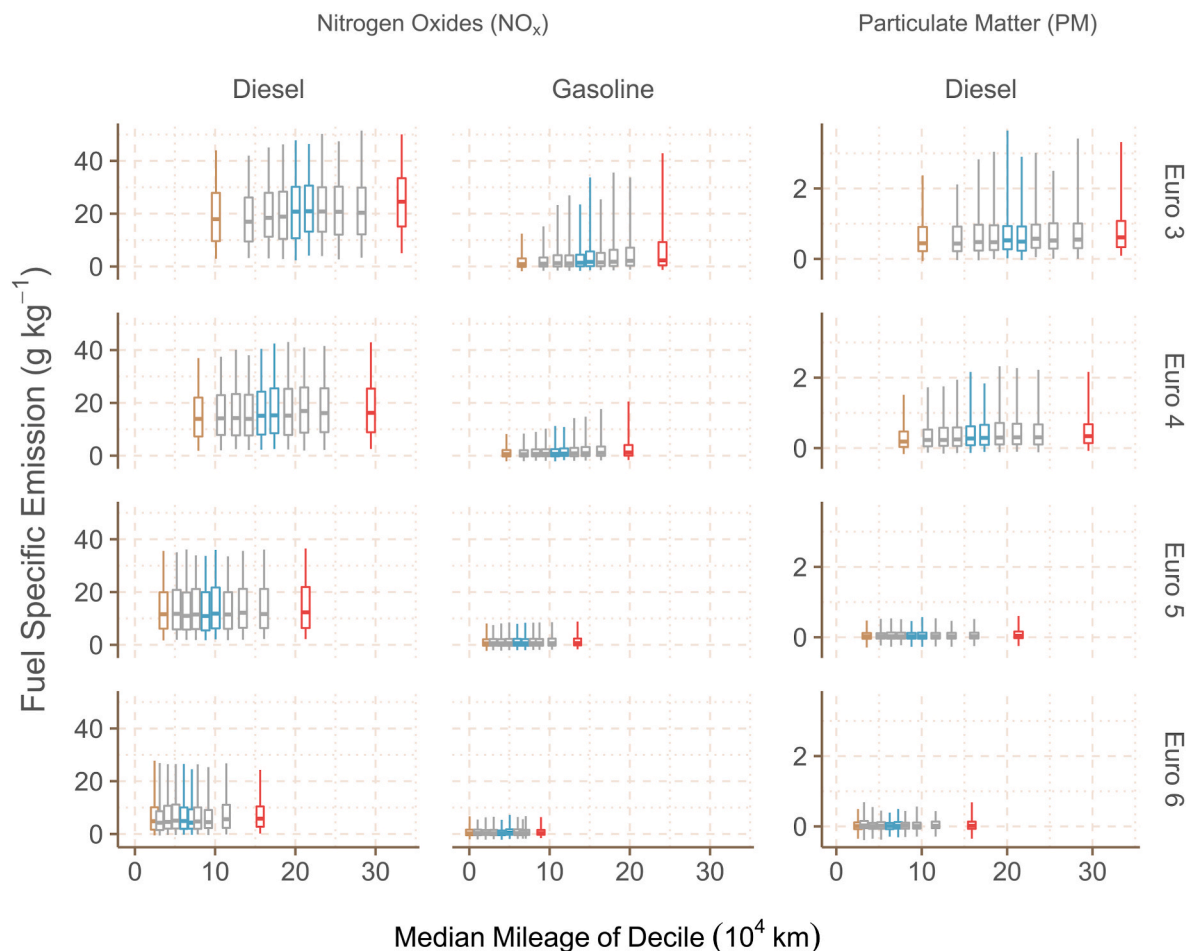 Nitrogen Oxides (NOₓ)
Particulate Matter (PM)
Diesel
Gasoline
Diesel
Fuel Specific Emission (g kg⁻¹)
40
20
0
2
0
Euro 3
40
20
0
2
0
Euro 4
40
20
0
2
0
Euro 5
40
20
0
2
0
Euro 6
0 10 20 30
0 10 20 30
0 10 20 30
Median Mileage of Decile (10⁴ km)